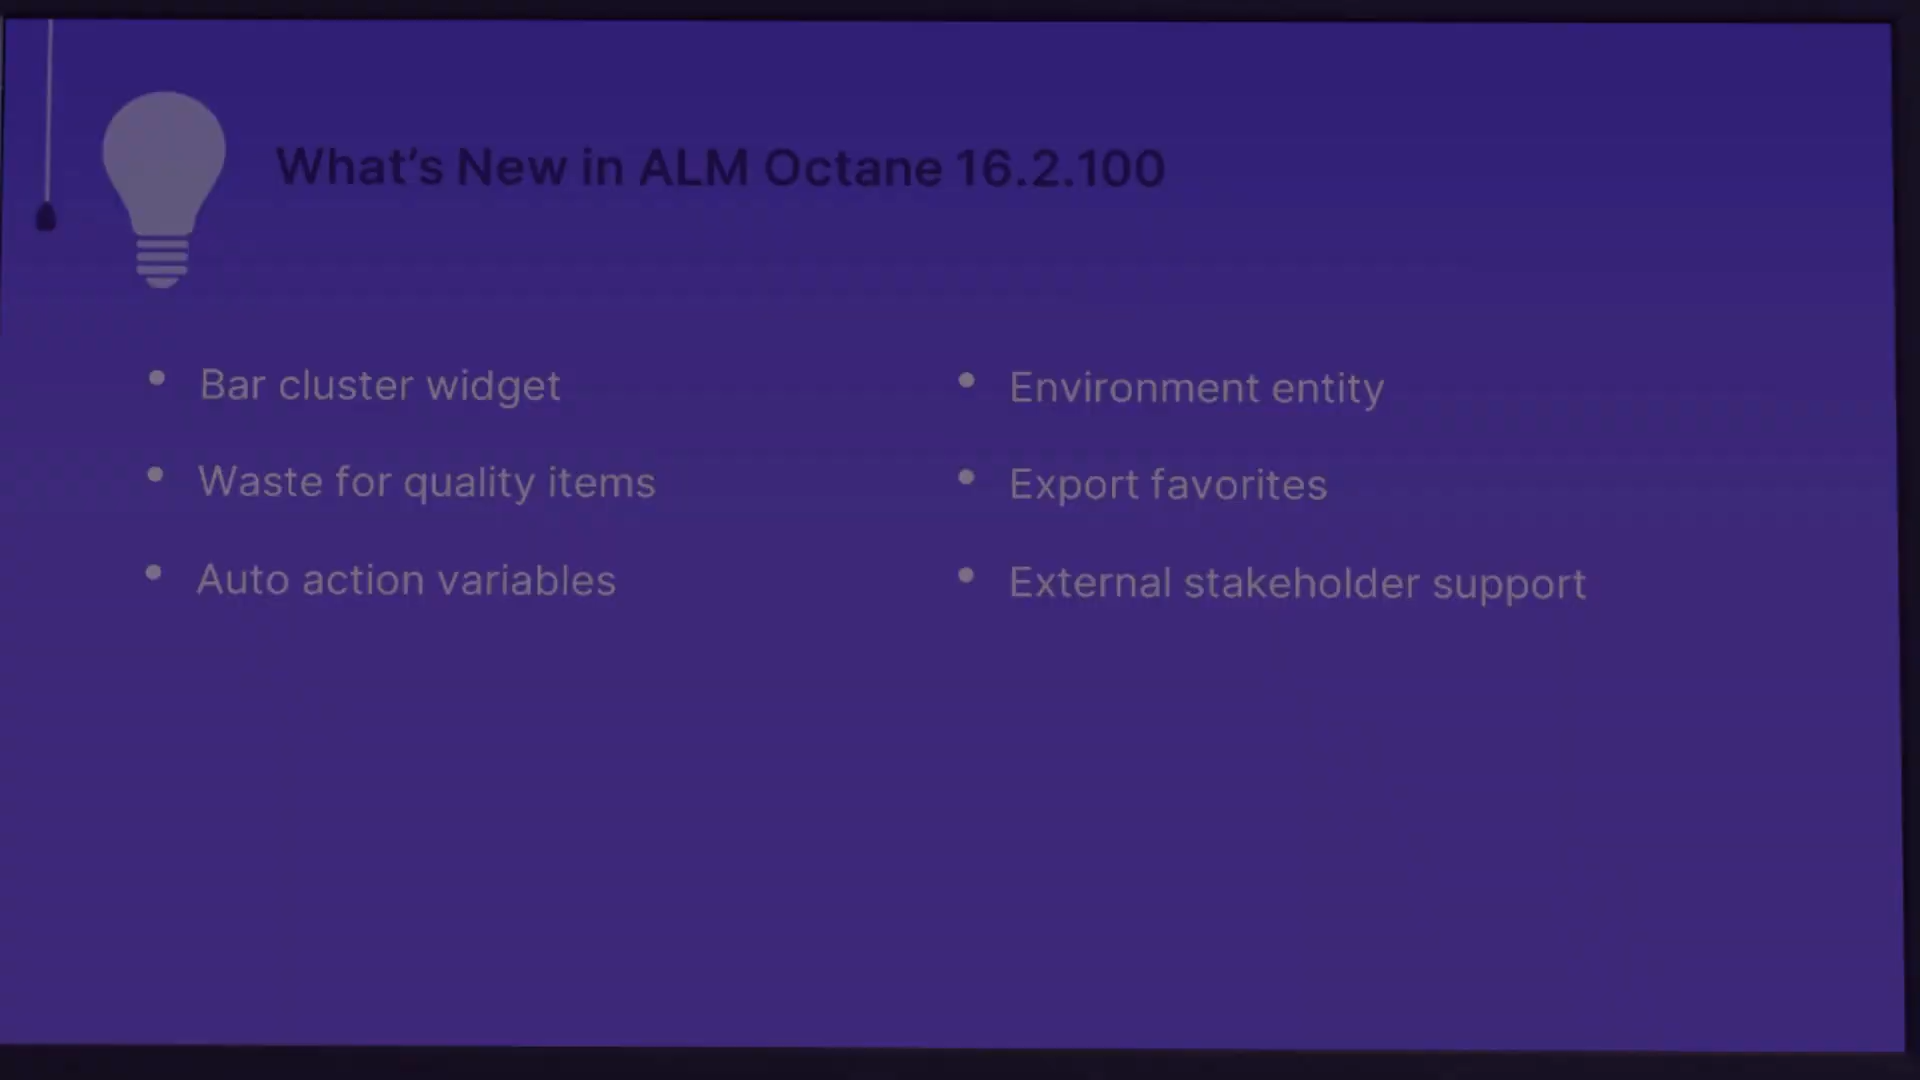 What's New in ALM Octane 16.2.100
Bar cluster widget
Waste for quality items
Auto action variables
Environment entity
Export favorites
External stakeholder support